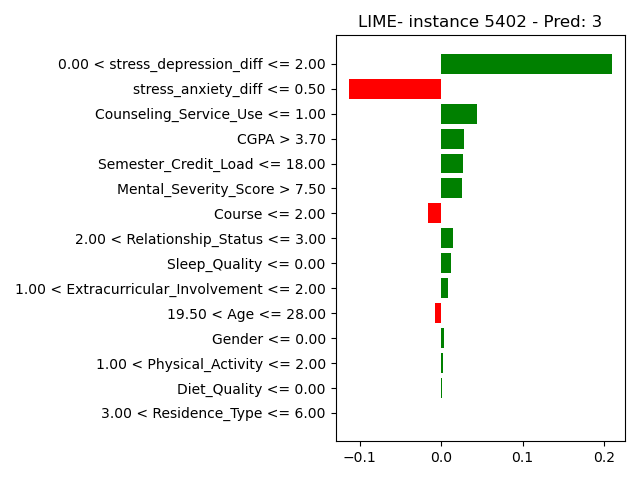 LIME- instance 5402 - Pred: 3
0.00 < stress_depression_diff <= 2.00
stress_anxiety_diff <= 0.50
Counseling_Service_Use <= 1.00
CGPA > 3.70
Semester_Credit_Load <= 18.00
Mental_Severity_Score > 7.50
Course <= 2.00
2.00 < Relationship_Status <= 3.00
Sleep_Quality <= 0.00
1.00 < Extracurricular_Involvement <= 2.00
19.50 < Age <= 28.00
Gender <= 0.00
1.00 < Physical_Activity <= 2.00
Diet_Quality <= 0.00
3.00 < Residence_Type <= 6.00
−0.1 0.0 0.1 0.2